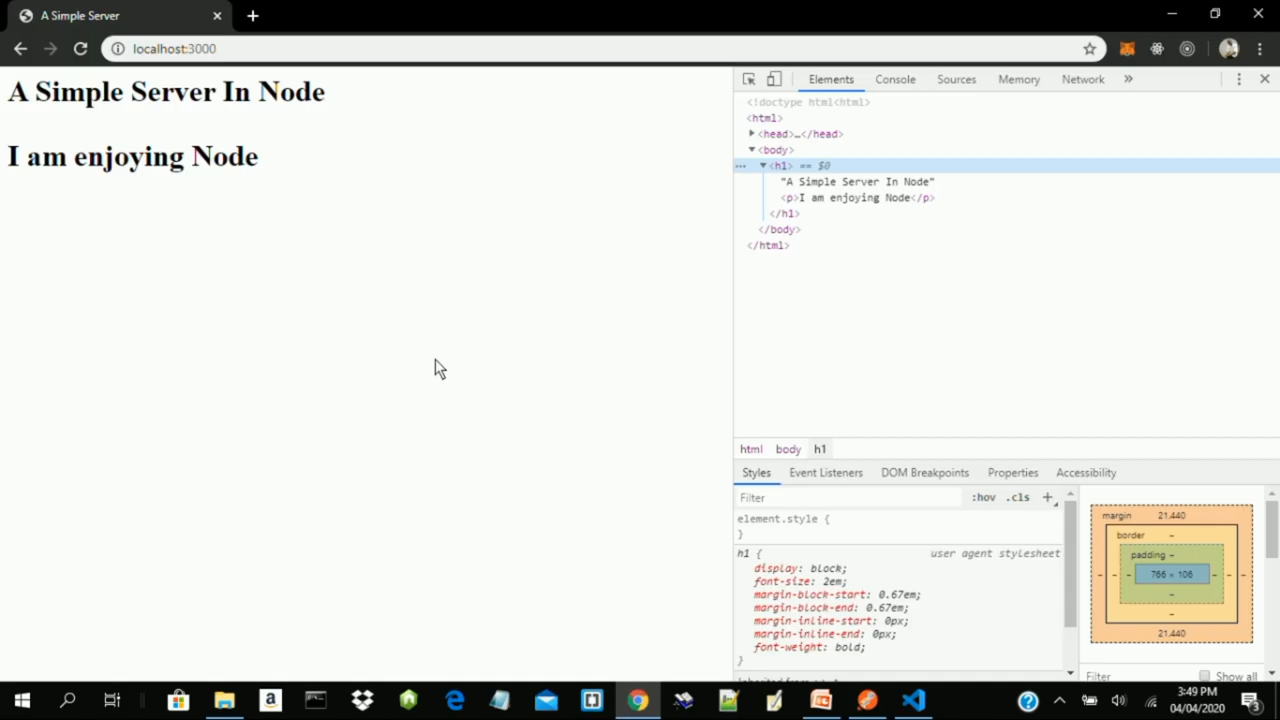 A Simple Server
localhost:3000
A Simple Server In Node
I am enjoying Node
Elements Console Sources Memory Network »
<!doctype html<html>
<html>
<head>…</head>
<body>
<h1> == $0
"A Simple Server In Node"
<p>I am enjoying Node</p>
</h1>
</body>
</html>
html body h1
Styles Event Listeners DOM Breakpoints Properties Accessibility
Filter :hov .cls +
element.style {
}
h1 { user agent stylesheet
display: block;
font-size: 2em;
margin-block-start: 0.67em;
margin-block-end: 0.67em;
margin-inline-start: 0px;
margin-inline-end: 0px;
font-weight: bold;
}
margin 21.440
border –
padding –
– – 766 × 106 – –
–
–
21.440
Filter Show all
3:49 PM
04/04/2020
3